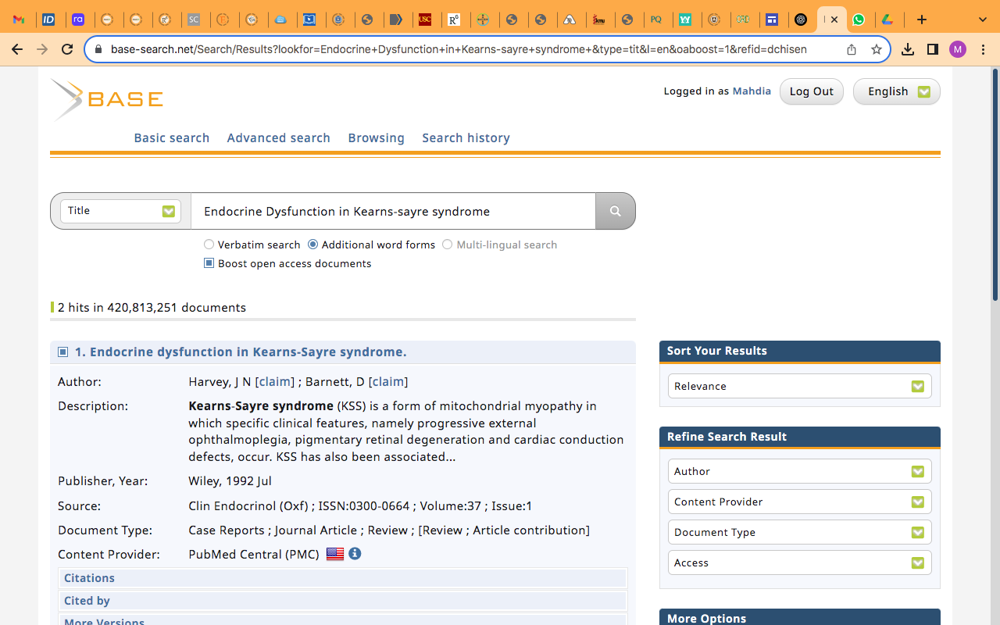 base-search.net/Search/Results?lookfor=Endocrine+Dysfunction+in+Kearns-sayre+syndrome+&type=tit&l=en&oaboost=1&refid=dchisen
M
BASE
Logged in as Mahdia
Log Out
English
Basic search
Advanced search
Browsing
Search history
Title
Endocrine Dysfunction in Kearns-sayre syndrome
Verbatim search
Additional word forms
Multi-lingual search
Boost open access documents
2 hits in 420,813,251 documents
1. Endocrine dysfunction in Kearns-Sayre syndrome.
Author: Harvey, J N [claim] ; Barnett, D [claim]
Description: Kearns-Sayre syndrome (KSS) is a form of mitochondrial myopathy in
which specific clinical features, namely progressive external
ophthalmoplegia, pigmentary retinal degeneration and cardiac conduction
defects, occur. KSS has also been associated...
Publisher, Year: Wiley, 1992 Jul
Source: Clin Endocrinol (Oxf) ; ISSN:0300-0664 ; Volume:37 ; Issue:1
Document Type: Case Reports ; Journal Article ; Review ; [Review ; Article contribution]
Content Provider: PubMed Central (PMC)
Citations
Cited by
More Versions
Sort Your Results
Relevance
Refine Search Result
Author
Content Provider
Document Type
Access
More Options